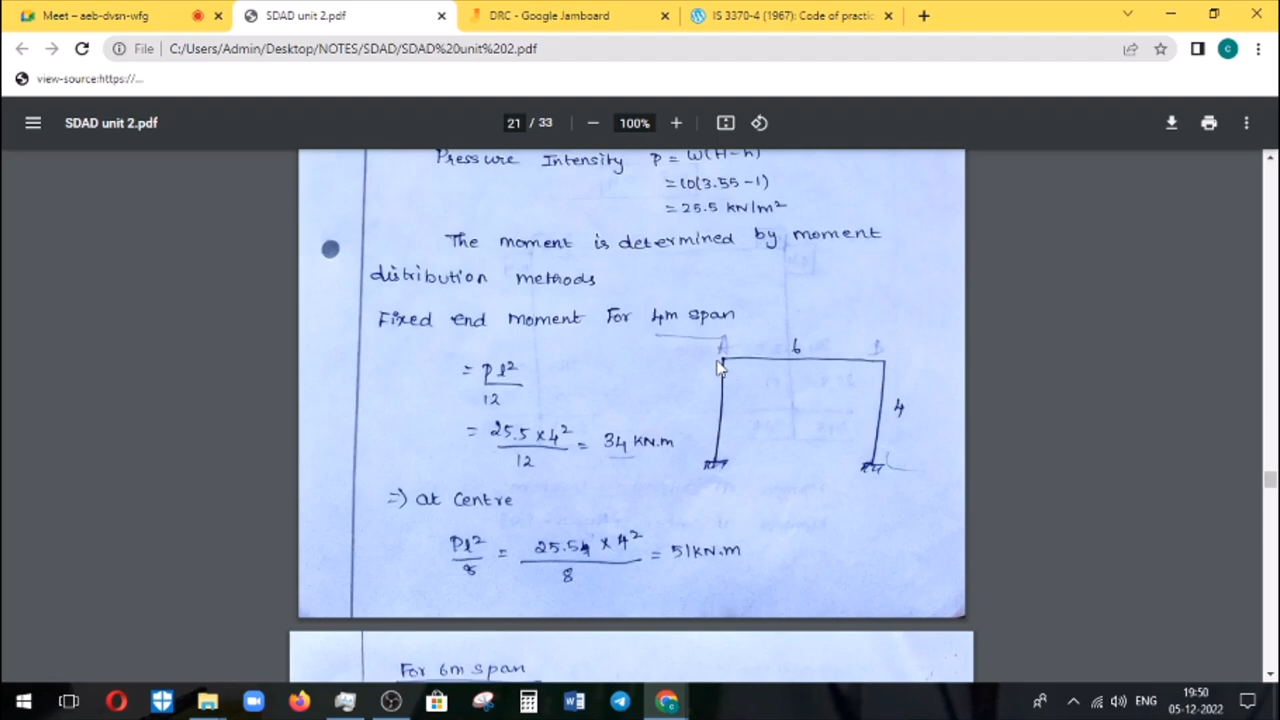 Meet – aeb-dvsn-wfg
SDAD unit 2.pdf
DRC - Google Jamboard
IS 3370-4 (1967): Code of practic
File
C:/Users/Admin/Desktop/NOTES/SDAD/SDAD%20unit%202.pdf
view-source:https://...
SDAD unit 2.pdf
21 / 33
100%
Pressure Intensity P = W(H-h)
= 10(3.55-1)
= 25.5 KN/m²
The moment is determined by moment
distribution methods
Fixed end moment For 4m span
A 6 B
= Pl²
12
4
= 25.5 x 4² = 34 KN.m
12
=) at Centre
Pl² = 25.5 x 4² = 51 KN.m
8 8
For 6m span
ENG
19:50
05-12-2022